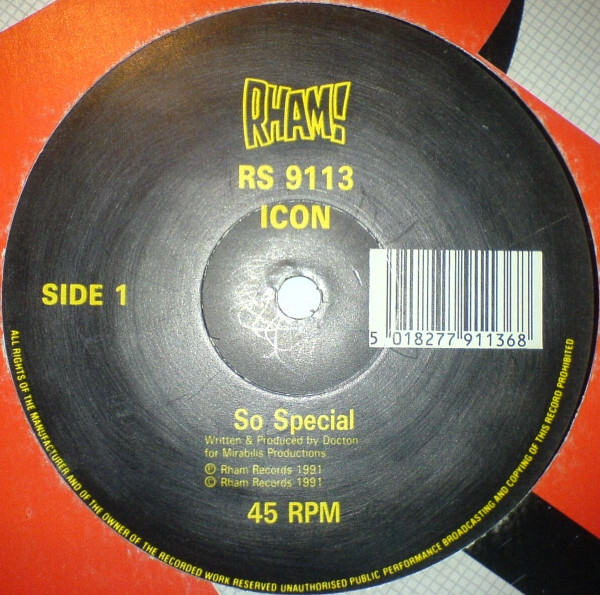 RHAM!
RS 9113
ICON
SIDE 1
5 018277 911368
So Special
Written & Produced by Docton
for Mirabilis Productions
℗ Rham Records 1991
© Rham Records 1991
45 RPM
ALL RIGHTS OF THE MANUFACTURER AND OF THE OWNER OF THE RECORDED WORK RESERVED UNAUTHORISED PUBLIC PERFORMANCE BROADCASTING AND COPYING OF THIS RECORD PROHIBITED